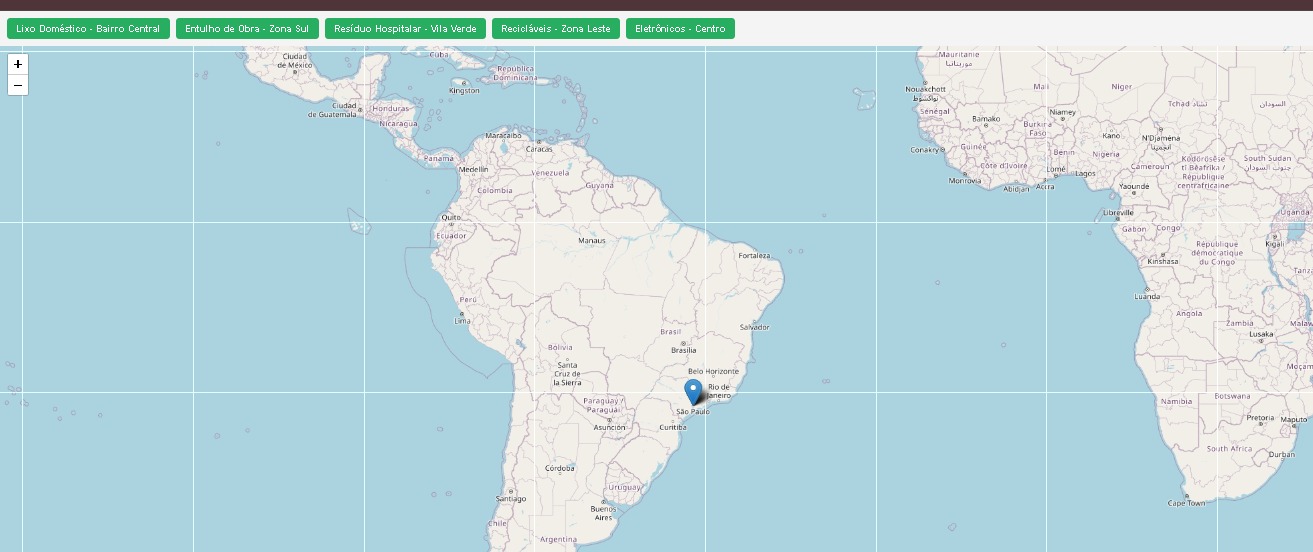 Lixo Doméstico - Bairro Central
Entulho de Obra - Zona Sul
Resíduo Hospitalar - Vila Verde
Recicláveis - Zona Leste
Eletrônicos - Centro
+
−
Ciudad
de México
Cuba
República
Dominicana
Kingston
Ciudad
de Guatemala
Honduras
Nicaragua
Panamá
Maracaibo
Caracas
Medellín
Venezuela
Colombia
Guyana
Quito
Ecuador
Manaus
Fortaleza
Perú
Lima
Salvador
Brasil
Brasília
Bolivia
Santa
Cruz de
la Sierra
Belo Horizonte
Rio de
Janeiro
São Paulo
Paraguay /
Paraguái
Asunción
Curitiba
Córdoba
Uruguay
Santiago
Buenos
Aires
Chile
Argentina
Mauritanie
موريتانيا
Nouakchott
نواكشوط
Mali
Niger
Tchad تشاد
السودان
Sénégal
Bamako
Niamey
Burkina
Faso
Kano
N'Djaména
انجمينا
Conakry
Guinée
Côte d'Ivoire
Benin
Nigeria
Cameroun
Ködörösêse
tî Bêafrîka /
République
centrafricaine
South Sudan
جنوب السودان
Monrovia
Abidjan
Accra
Lomé
Lagos
Yaoundé
Libreville
Gabon
Congo
Uganda
Kigali
République
démocratique
du Congo
Kinshasa
Tanz
Luanda
Angola
Zambia
Malaw
Lusaka
Moçam
Namibia
Botswana
Pretoria
Maputo
South Africa
Durban
Cape Town